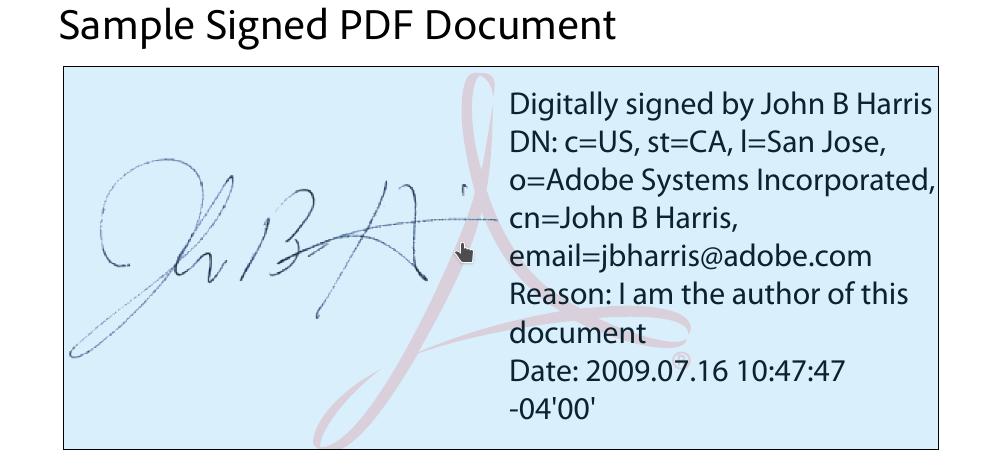 Sample Signed PDF Document
John B H
Digitally signed by John B Harris
DN: c=US, st=CA, l=San Jose,
o=Adobe Systems Incorporated,
cn=John B Harris,
email=jbharris@adobe.com
Reason: I am the author of this
document
Date: 2009.07.16 10:47:47
-04'00'
®